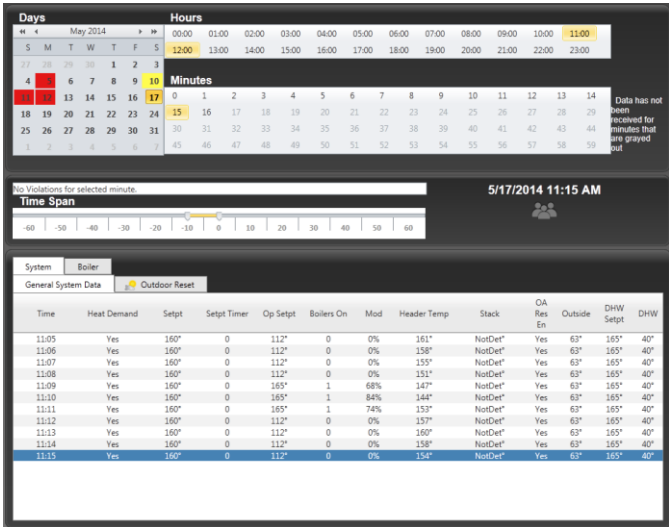 Days
Hours
May 2014
00:00 01:00 02:00 03:00 04:00 05:00 06:00 07:00 08:00 09:00 10:00 11:00
S M T W T F S
12:00 13:00 14:00 15:00 16:00 17:00 18:00 19:00 20:00 21:00 22:00 23:00
27 28 29 30 1 2 3
4 5 6 7 8 9 10
11 12 13 14 15 16 17
18 19 20 21 22 23 24
25 26 27 28 29 30 31
1 2 3 4 5 6 7
Minutes
0 1 2 3 4 5 6 7 8 9 10 11 12 13 14
15 16 17 18 19 20 21 22 23 24 25 26 27 28 29
30 31 32 33 34 35 36 37 38 39 40 41 42 43 44
45 46 47 48 49 50 51 52 53 54 55 56 57 58 59
Data has not
been
received for
minutes that
are grayed
out
No Violations for selected minute.
5/17/2014 11:15 AM
Time Span
-60 -50 -40 -30 -20 -10 0 10 20 30 40 50 60
System Boiler
General System Data Outdoor Reset
Time Heat Demand Setpt Setpt Timer Op Setpt Boilers On Mod Header Temp Stack OA Res En Outside DHW Setpt DHW
11:05 Yes 160° 0 112° 0 0% 161° NotDet° Yes 63° 165° 40°
11:06 Yes 160° 0 112° 0 0% 158° NotDet° Yes 63° 165° 40°
11:07 Yes 160° 0 112° 0 0% 155° NotDet° Yes 63° 165° 40°
11:08 Yes 160° 0 112° 0 0% 151° NotDet° Yes 63° 165° 40°
11:09 Yes 160° 0 165° 1 68% 147° NotDet° Yes 63° 165° 40°
11:10 Yes 160° 0 165° 1 84% 144° NotDet° Yes 63° 165° 40°
11:11 Yes 160° 0 165° 1 74% 153° NotDet° Yes 63° 165° 40°
11:12 Yes 160° 0 112° 0 0% 157° NotDet° Yes 63° 165° 40°
11:13 Yes 160° 0 112° 0 0% 160° NotDet° Yes 63° 165° 40°
11:14 Yes 160° 0 112° 0 0% 158° NotDet° Yes 63° 165° 40°
11:15 Yes 160° 0 112° 0 0% 154° NotDet° Yes 63° 165° 40°